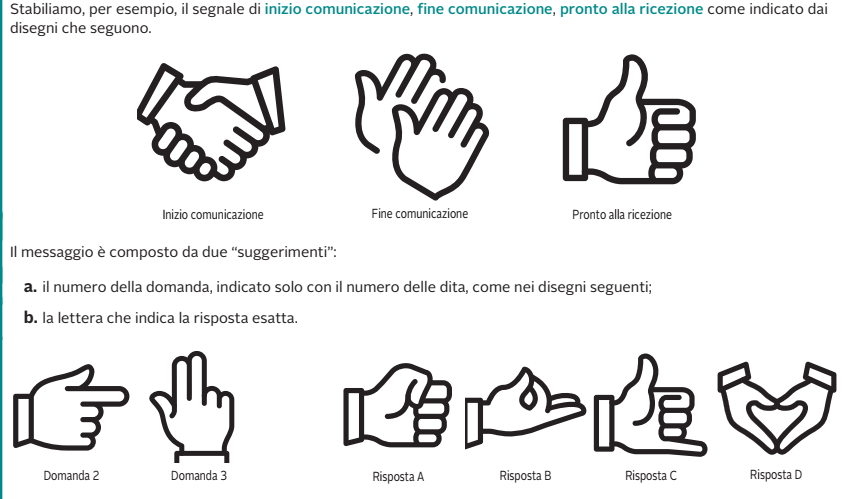 Stabiliamo, per esempio, il segnale di inizio comunicazione, fine comunicazione, pronto alla ricezione come indicato dai
disegni che seguono.
Inizio comunicazione
Fine comunicazione
Pronto alla ricezione
Il messaggio è composto da due “suggerimenti”:
a. il numero della domanda, indicato solo con il numero delle dita, come nei disegni seguenti;
b. la lettera che indica la risposta esatta.
Domanda 2
Domanda 3
Risposta A
Risposta B
Risposta C
Risposta D